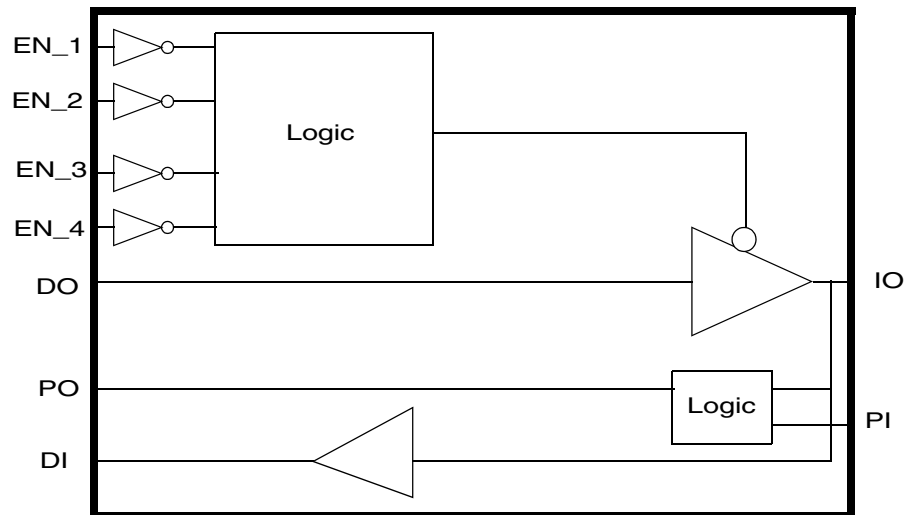 EN_1
EN_2
Logic
EN_3
EN_4
DO
IO
PO
Logic
PI
DI